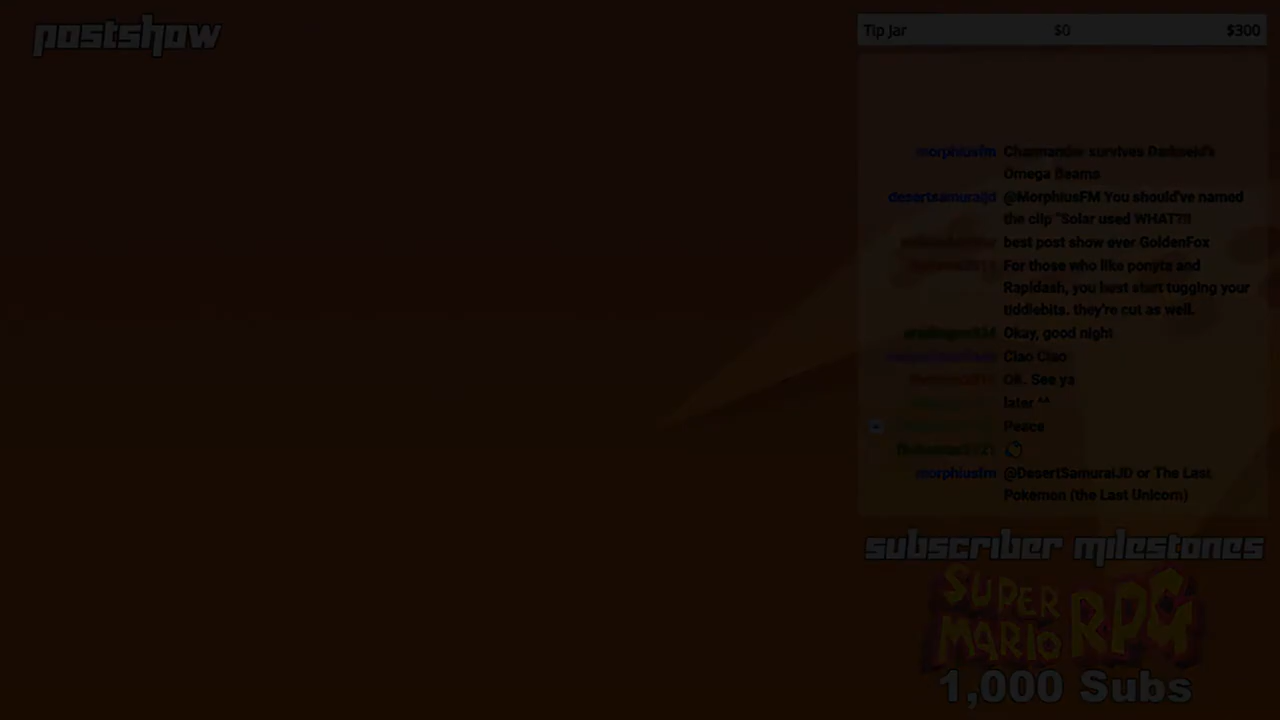 postshow
Tip Jar $0 $300
morphiusfm Charmander survives Darkseid's
Omega Beams
desertsamuraijd @MorphiusFM You should've named
the clip "Solar used WHAT?!!
best post show ever GoldenFox
For those who like ponyta and
Rapidash, you best start tugging your
tiddiebits. they're cut as well.
Okay, good night
Ciao Ciao
Ok. See ya
later ^^
Peace
morphiusfm @DesertSamuraiJD or The Last
Pokemon (the Last Unicorn)
subscriber milestones
SUPER
MARIO RPG
1,000 Subs